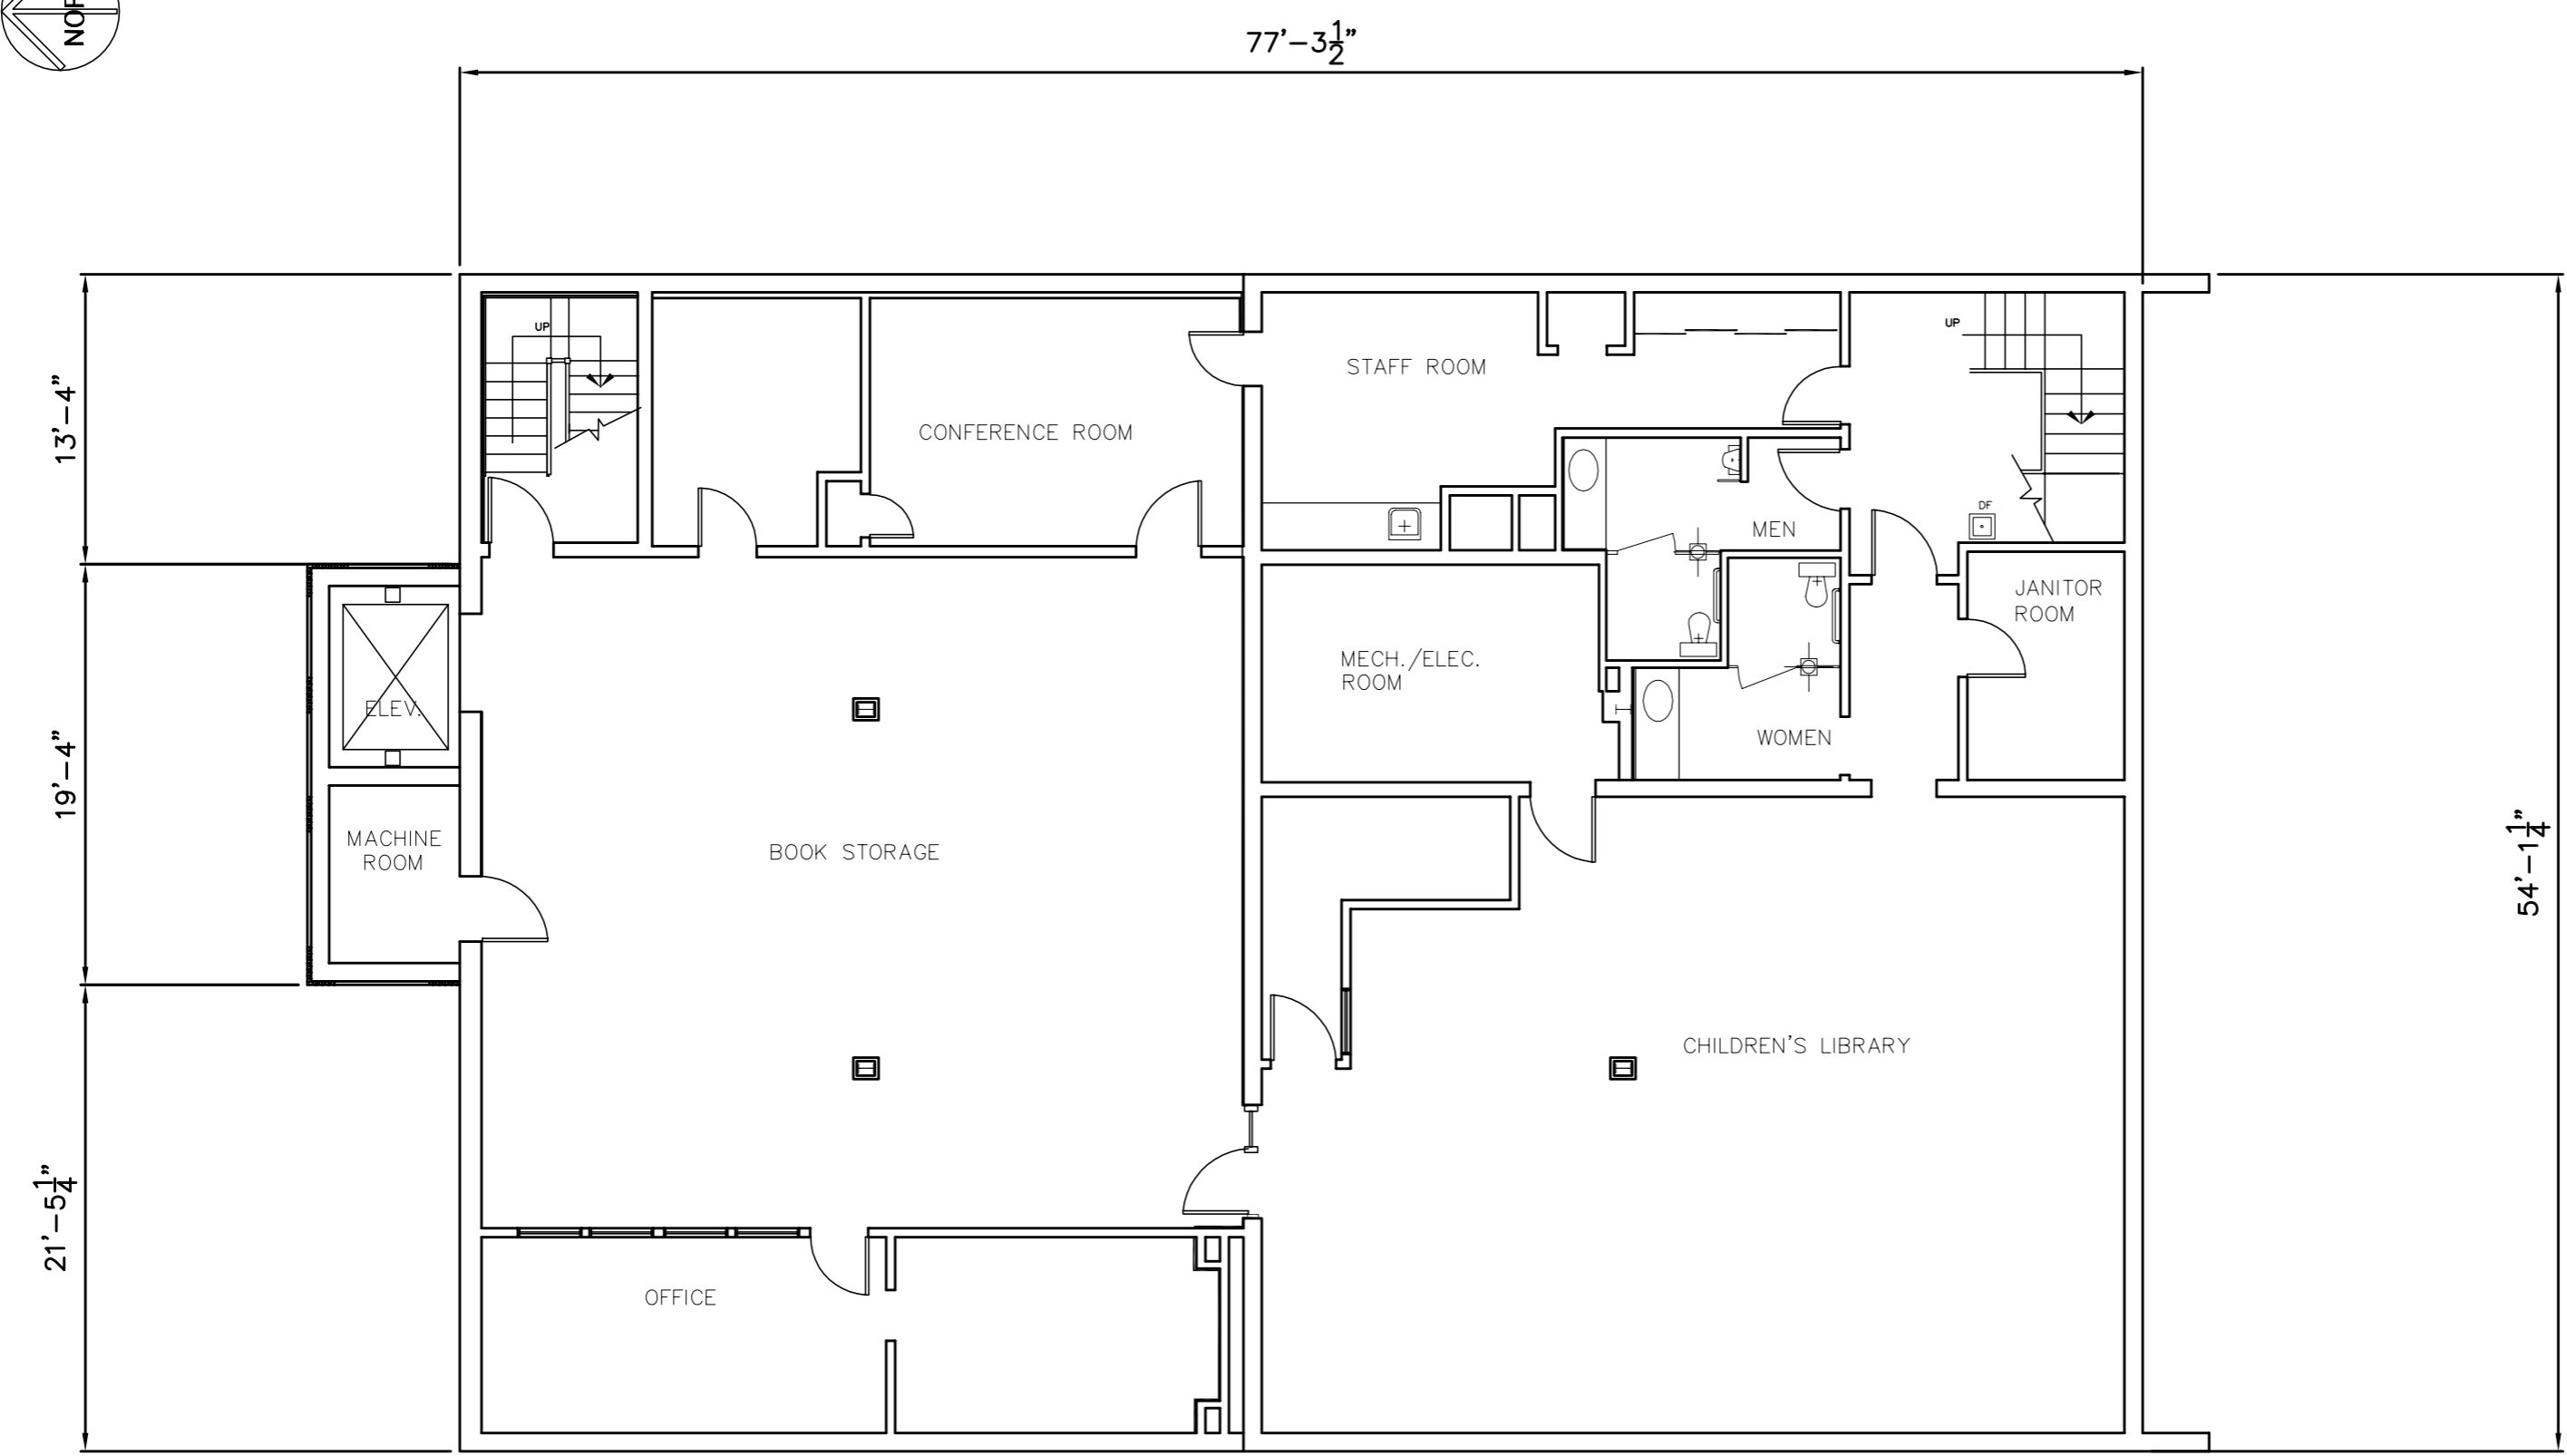 77'-3½"
UP
UP
STAFF ROOM
13'-4"
CONFERENCE ROOM
DF
MEN
JANITOR
ROOM
MECH./ELEC.
ROOM
ELEV.
WOMEN
19'-4"
MACHINE
ROOM
BOOK STORAGE
54'-1¼"
CHILDREN'S LIBRARY
21'-5¼"
OFFICE